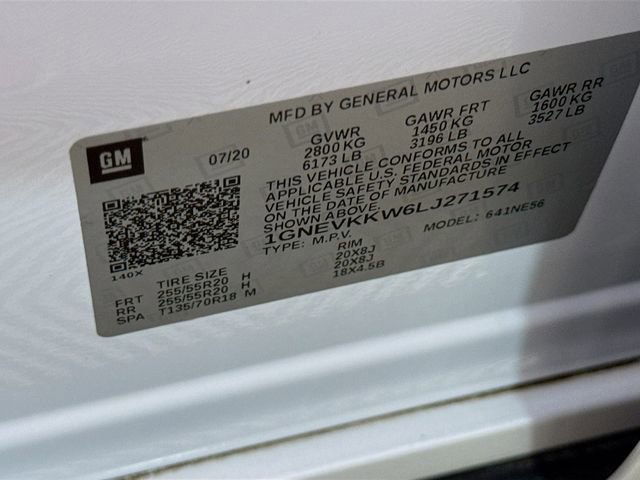 MFD BY GENERAL MOTORS LLC
GM 07/20
GVWR GAWR FRT GAWR RR
2800 KG 1450 KG 1600 KG
6173 LB 3196 LB 3527 LB
THIS VEHICLE CONFORMS TO ALL
APPLICABLE U.S. FEDERAL MOTOR
VEHICLE SAFETY STANDARDS IN EFFECT
ON THE DATE OF MANUFACTURE
SHOWN ABOVE.
1GNEVKKW6LJ271574
TYPE: M.P.V. MODEL: 641NE56
140X
TIRE SIZE RIM
FRT 255/55R20 H 20X8J
RR 255/55R20 H 20X8J
SPA T135/70R18 M 18X4.5B